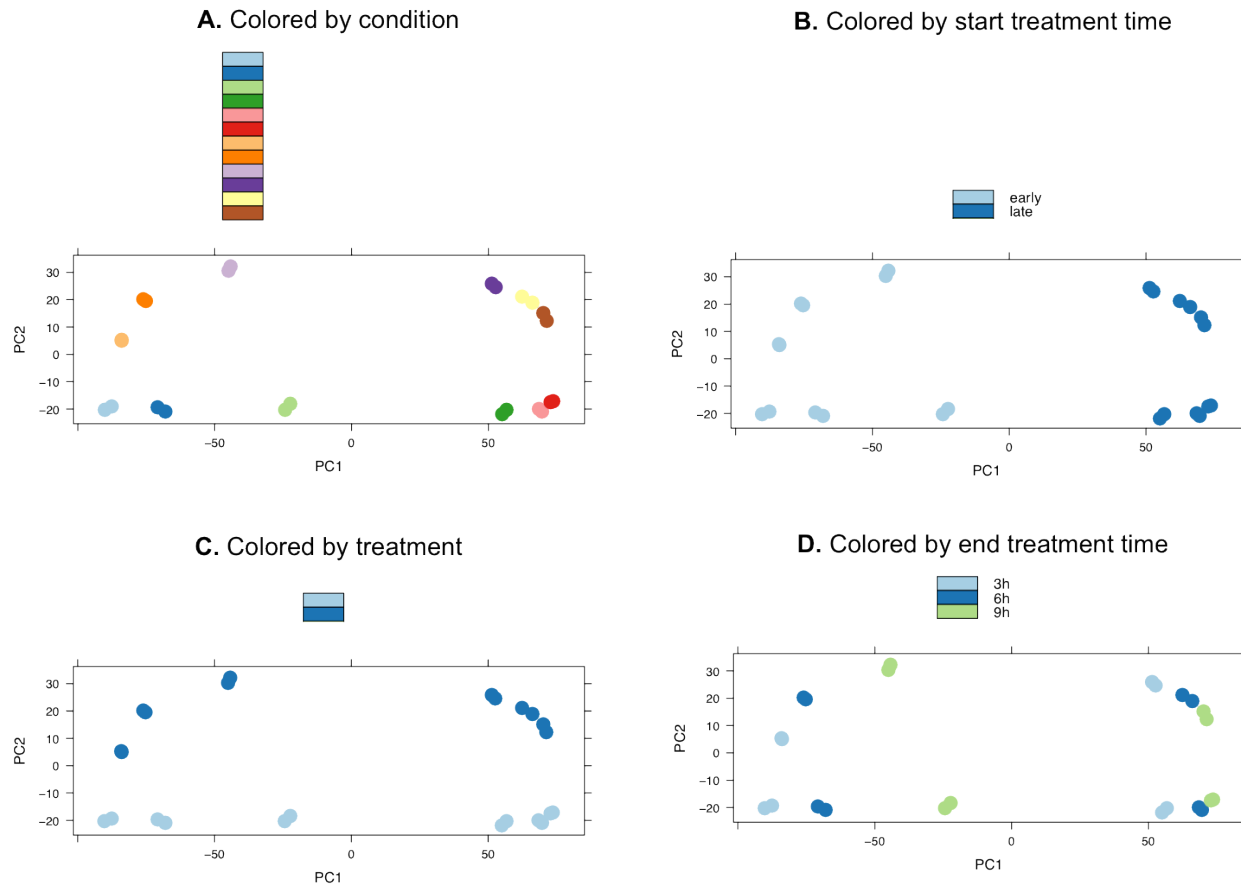 A. Colored by condition
30
20
10
0
−10
−20
PC2
−50
0
50
PC1
B. Colored by start treatment time
early
late
30
20
10
0
−10
−20
PC2
−50
0
50
PC1
C. Colored by treatment
30
20
10
0
−10
−20
PC2
−50
0
50
PC1
D. Colored by end treatment time
3h
6h
9h
30
20
10
0
−10
−20
PC2
−50
0
50
PC1